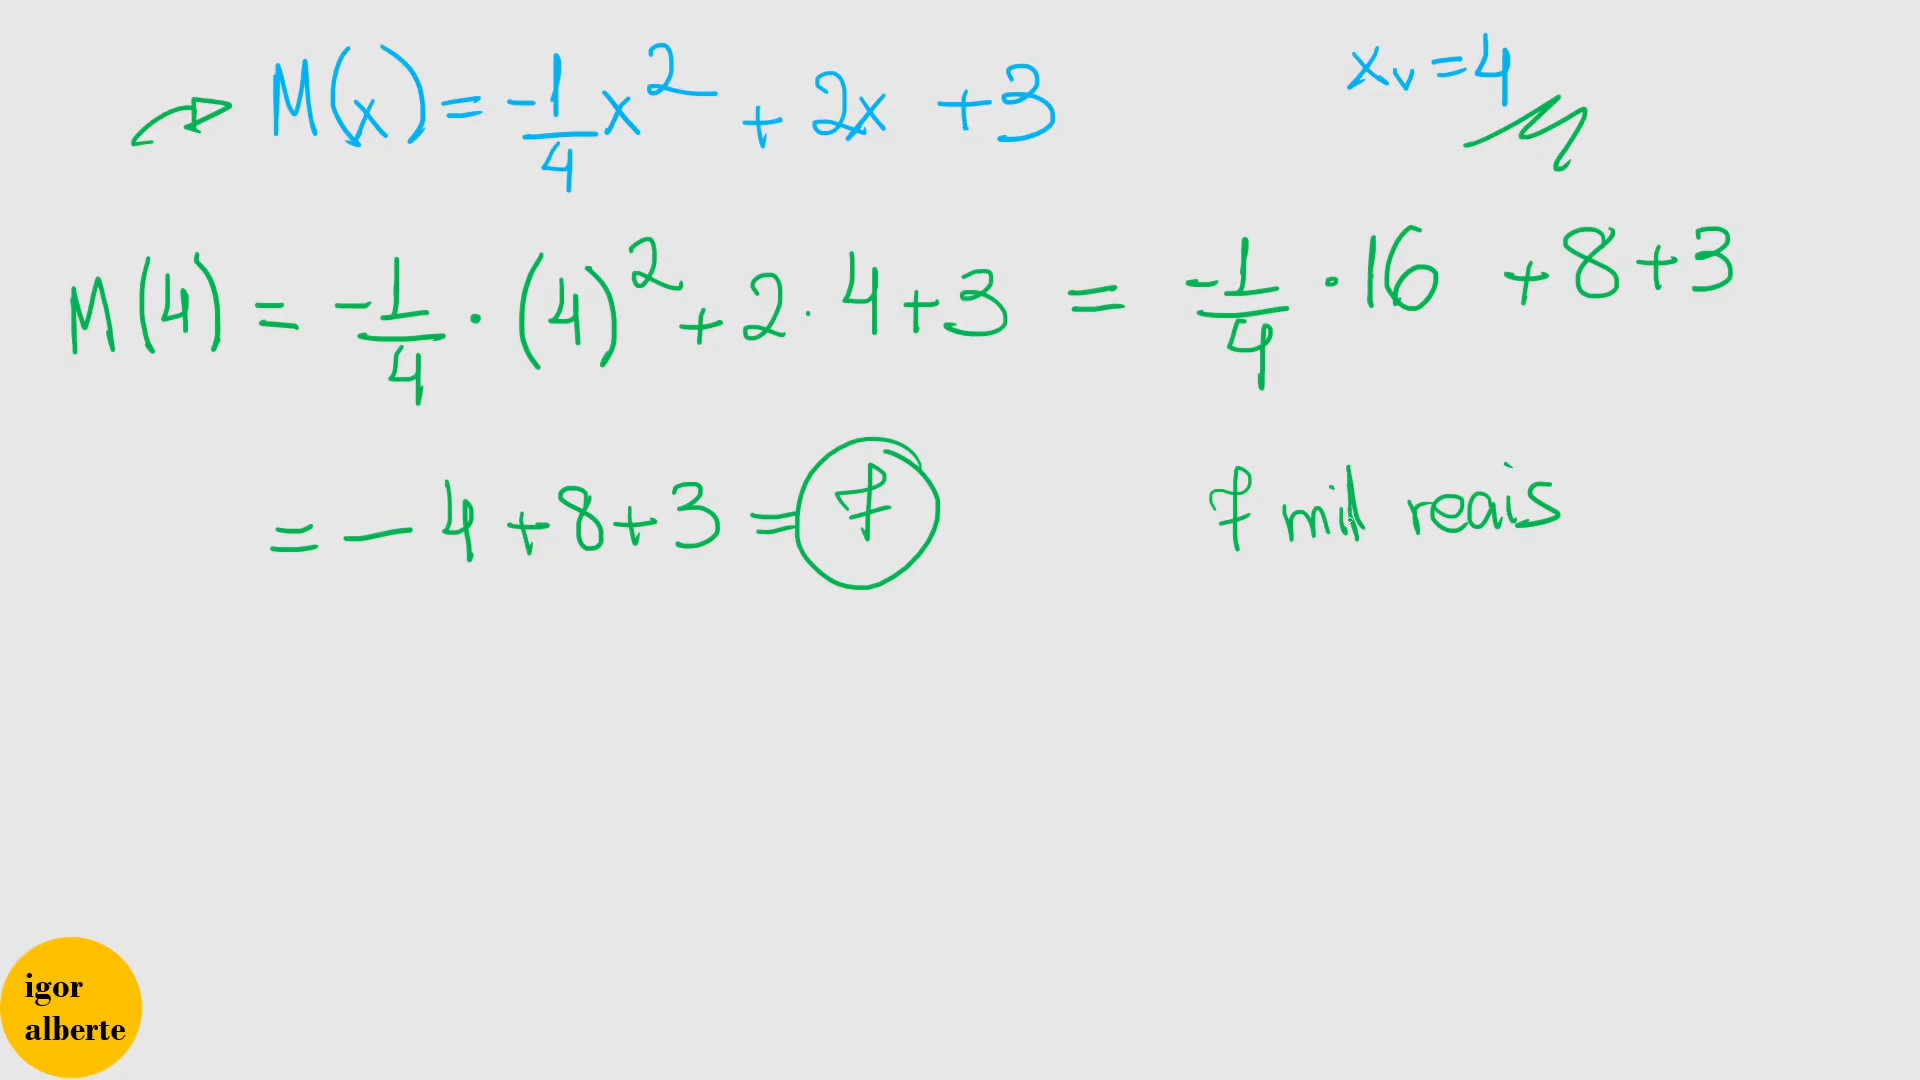 M(x) = -1/4 x² + 2x + 3
x_v = 4
M(4) = -1/4 · (4)² + 2 · 4 + 3 = -1/4 · 16 + 8 + 3
= - 4 + 8 + 3 = 7
7 mil reais
igor
alberte